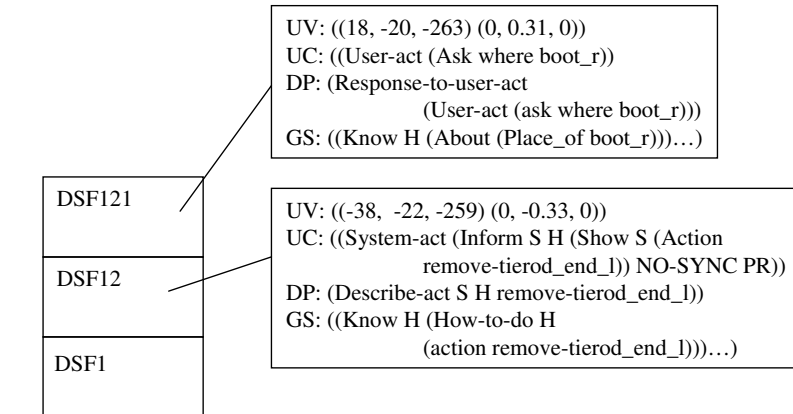 UV: ((18, -20, -263) (0, 0.31, 0))
UC: ((User-act (Ask where boot_r))
DP: (Response-to-user-act
(User-act (ask where boot_r)))
GS: ((Know H (About (Place_of boot_r)))…)
DSF121
UV: ((-38, -22, -259) (0, -0.33, 0))
UC: ((System-act (Inform S H (Show S (Action
remove-tierod_end_l)) NO-SYNC PR))
DSF12
DP: (Describe-act S H remove-tierod_end_l))
GS: ((Know H (How-to-do H
(action remove-tierod_end_l)))…)
DSF1